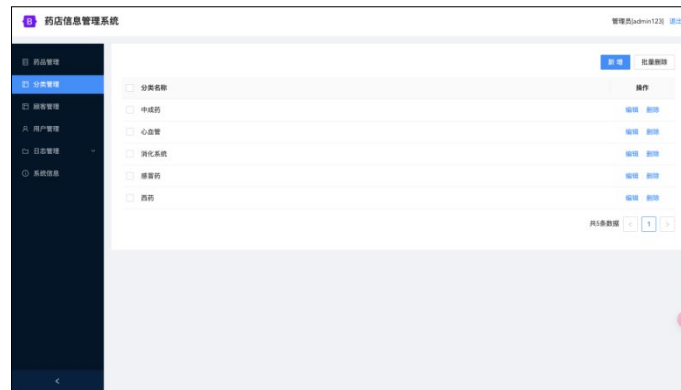 B 药店信息管理系统
管理员[admin123] 退出
药品管理
分类管理
顾客管理
用户管理
日志管理
系统信息
新增 批量删除
分类名称 操作
中成药 编辑 删除
心血管 编辑 删除
消化系统 编辑 删除
感冒药 编辑 删除
西药 编辑 删除
共5条数据 < 1 >
<